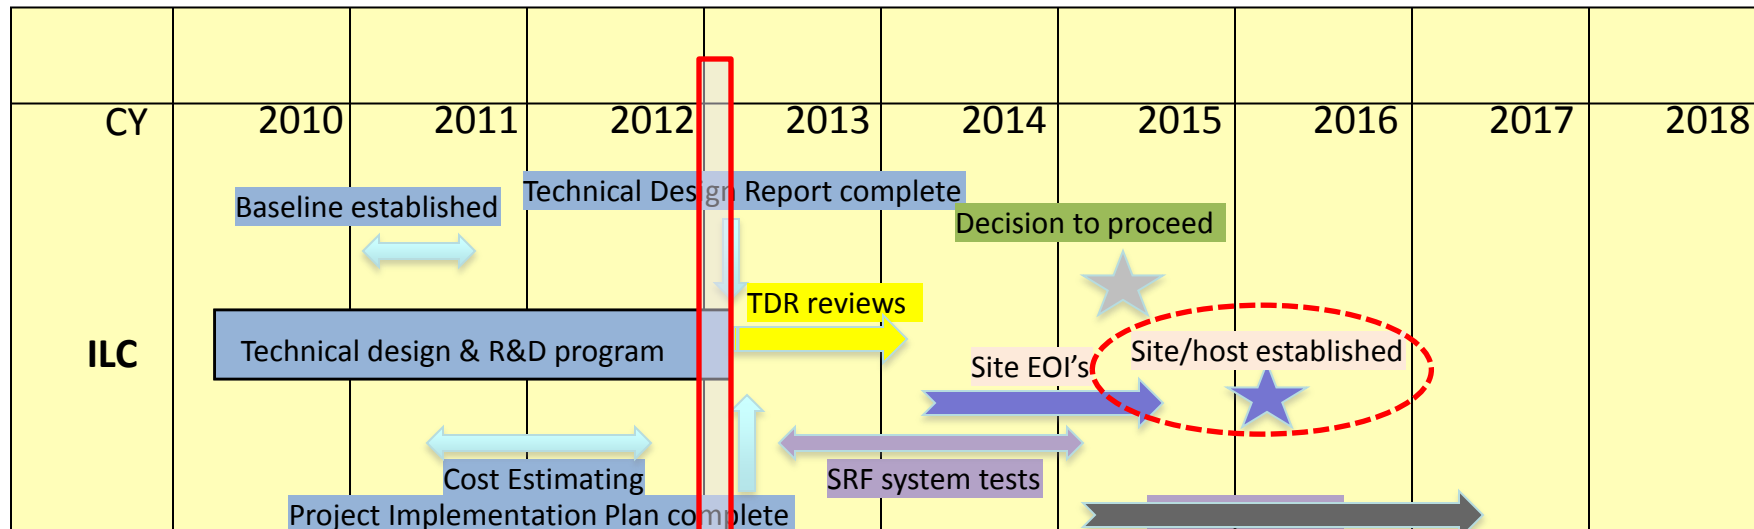 CY 2010 2011 2012 2013 2014 2015 2016 2017 2018
Technical Design Report complete
Baseline established
Decision to proceed
TDR reviews
ILC
Technical design & R&D program
Site EOI's
Site/host established
Cost Estimating
SRF system tests
Project Implementation Plan complete